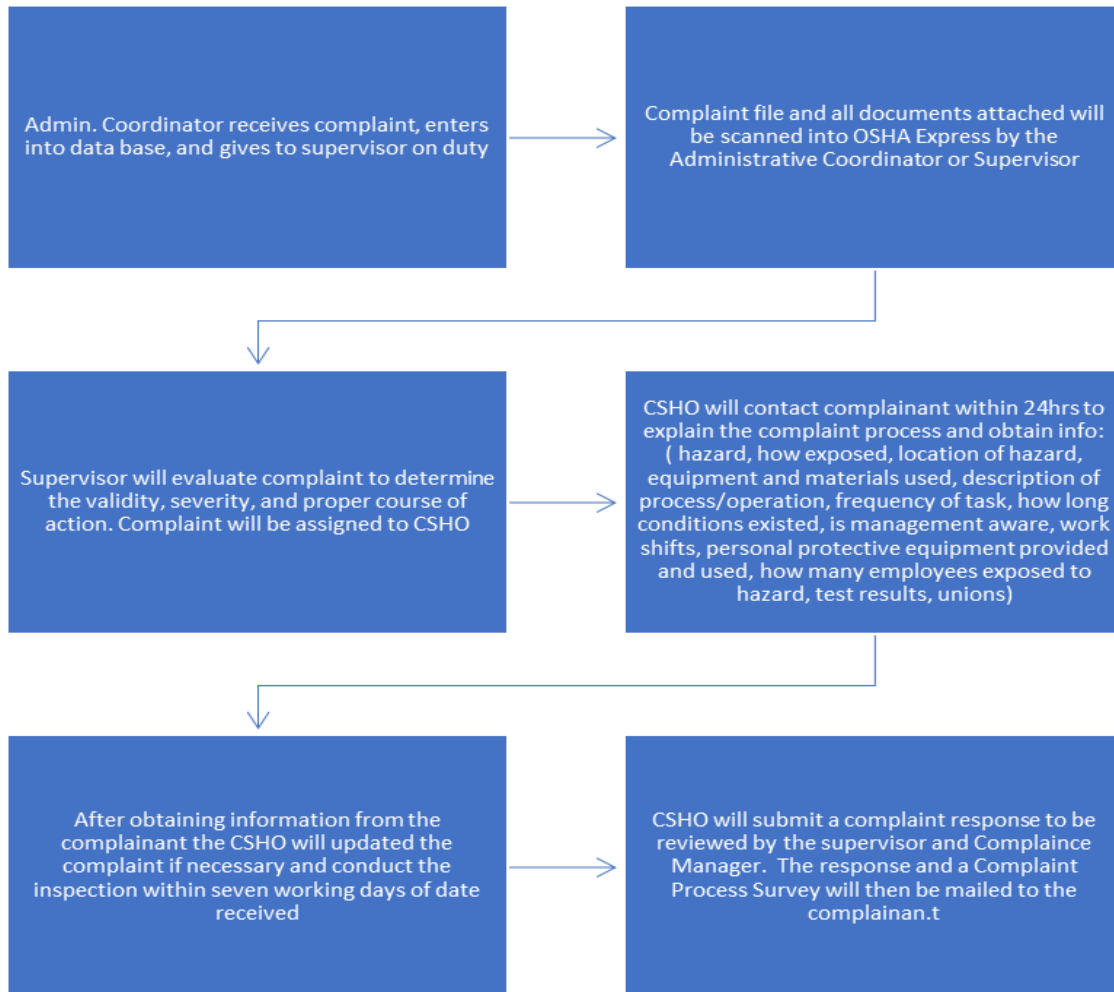 Admin. Coordinator receives complaint, enters
into data base, and gives to supervisor on duty
Complaint file and all documents attached will
be scanned into OSHA Express by the
Administrative Coordinator or Supervisor
Supervisor will evaluate complaint to determine
the validity, severity, and proper course of
action. Complaint will be assigned to CSHO
CSHO will contact complainant within 24hrs to
explain the complaint process and obtain info:
( hazard, how exposed, location of hazard,
equipment and materials used, description of
process/operation, frequency of task, how long
conditions existed, is management aware, work
shifts, personal protective equipment provided
and used, how many employees exposed to
hazard, test results, unions)
After obtaining information from the
complainant the CSHO will updated the
complaint if necessary and conduct the
inspection within seven working days of date
received
CSHO will submit a complaint response to be
reviewed by the supervisor and Complaince
Manager.  The response and a Complaint
Process Survey will then be mailed to the
complainan.t